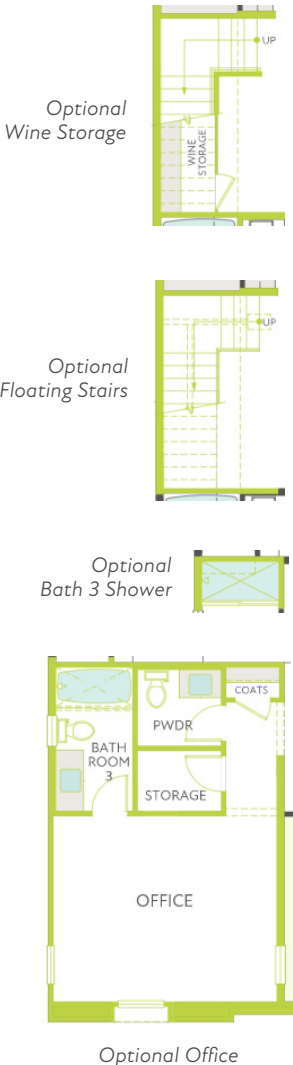 UP
Optional
Wine Storage
WINE
STORAGE
Optional
Floating Stairs
UP
Optional
Bath 3 Shower
COATS
PWDR
BATH
ROOM
3
STORAGE
OFFICE
Optional Office